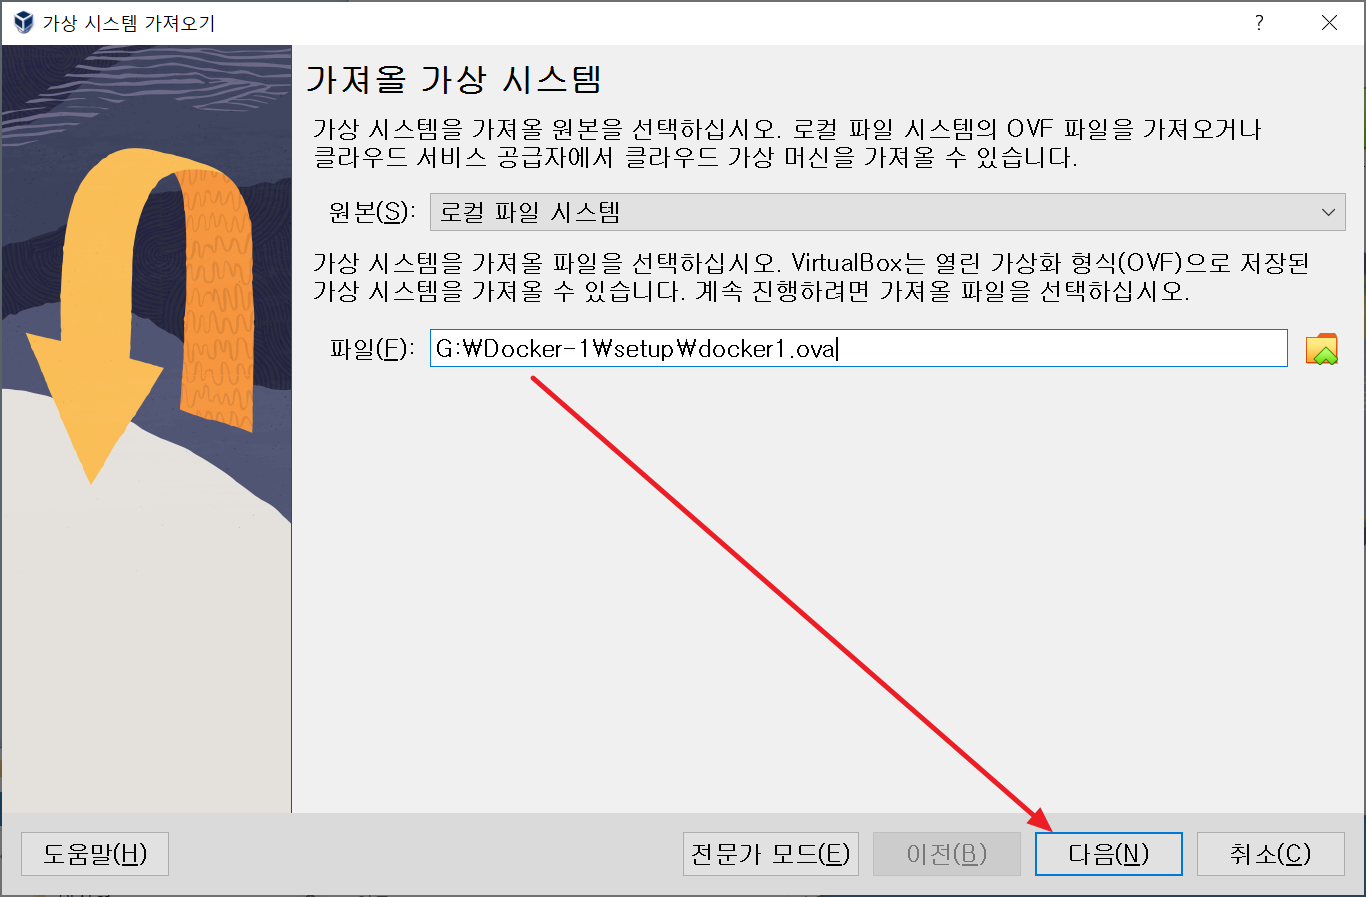 가상 시스템 가져오기
?
가져올 가상 시스템
가상 시스템을 가져올 원본을 선택하십시오. 로컬 파일 시스템의 OVF 파일을 가져오거나
클라우드 서비스 공급자에서 클라우드 가상 머신을 가져올 수 있습니다.
원본(S): 로컬 파일 시스템
가상 시스템을 가져올 파일을 선택하십시오. VirtualBox는 열린 가상화 형식(OVF)으로 저장된
가상 시스템을 가져올 수 있습니다. 계속 진행하려면 가져올 파일을 선택하십시오.
파일(F): G:₩Docker-1₩setup₩docker1.ova
도움말(H) 전문가 모드(E) 이전(B) 다음(N) 취소(C)